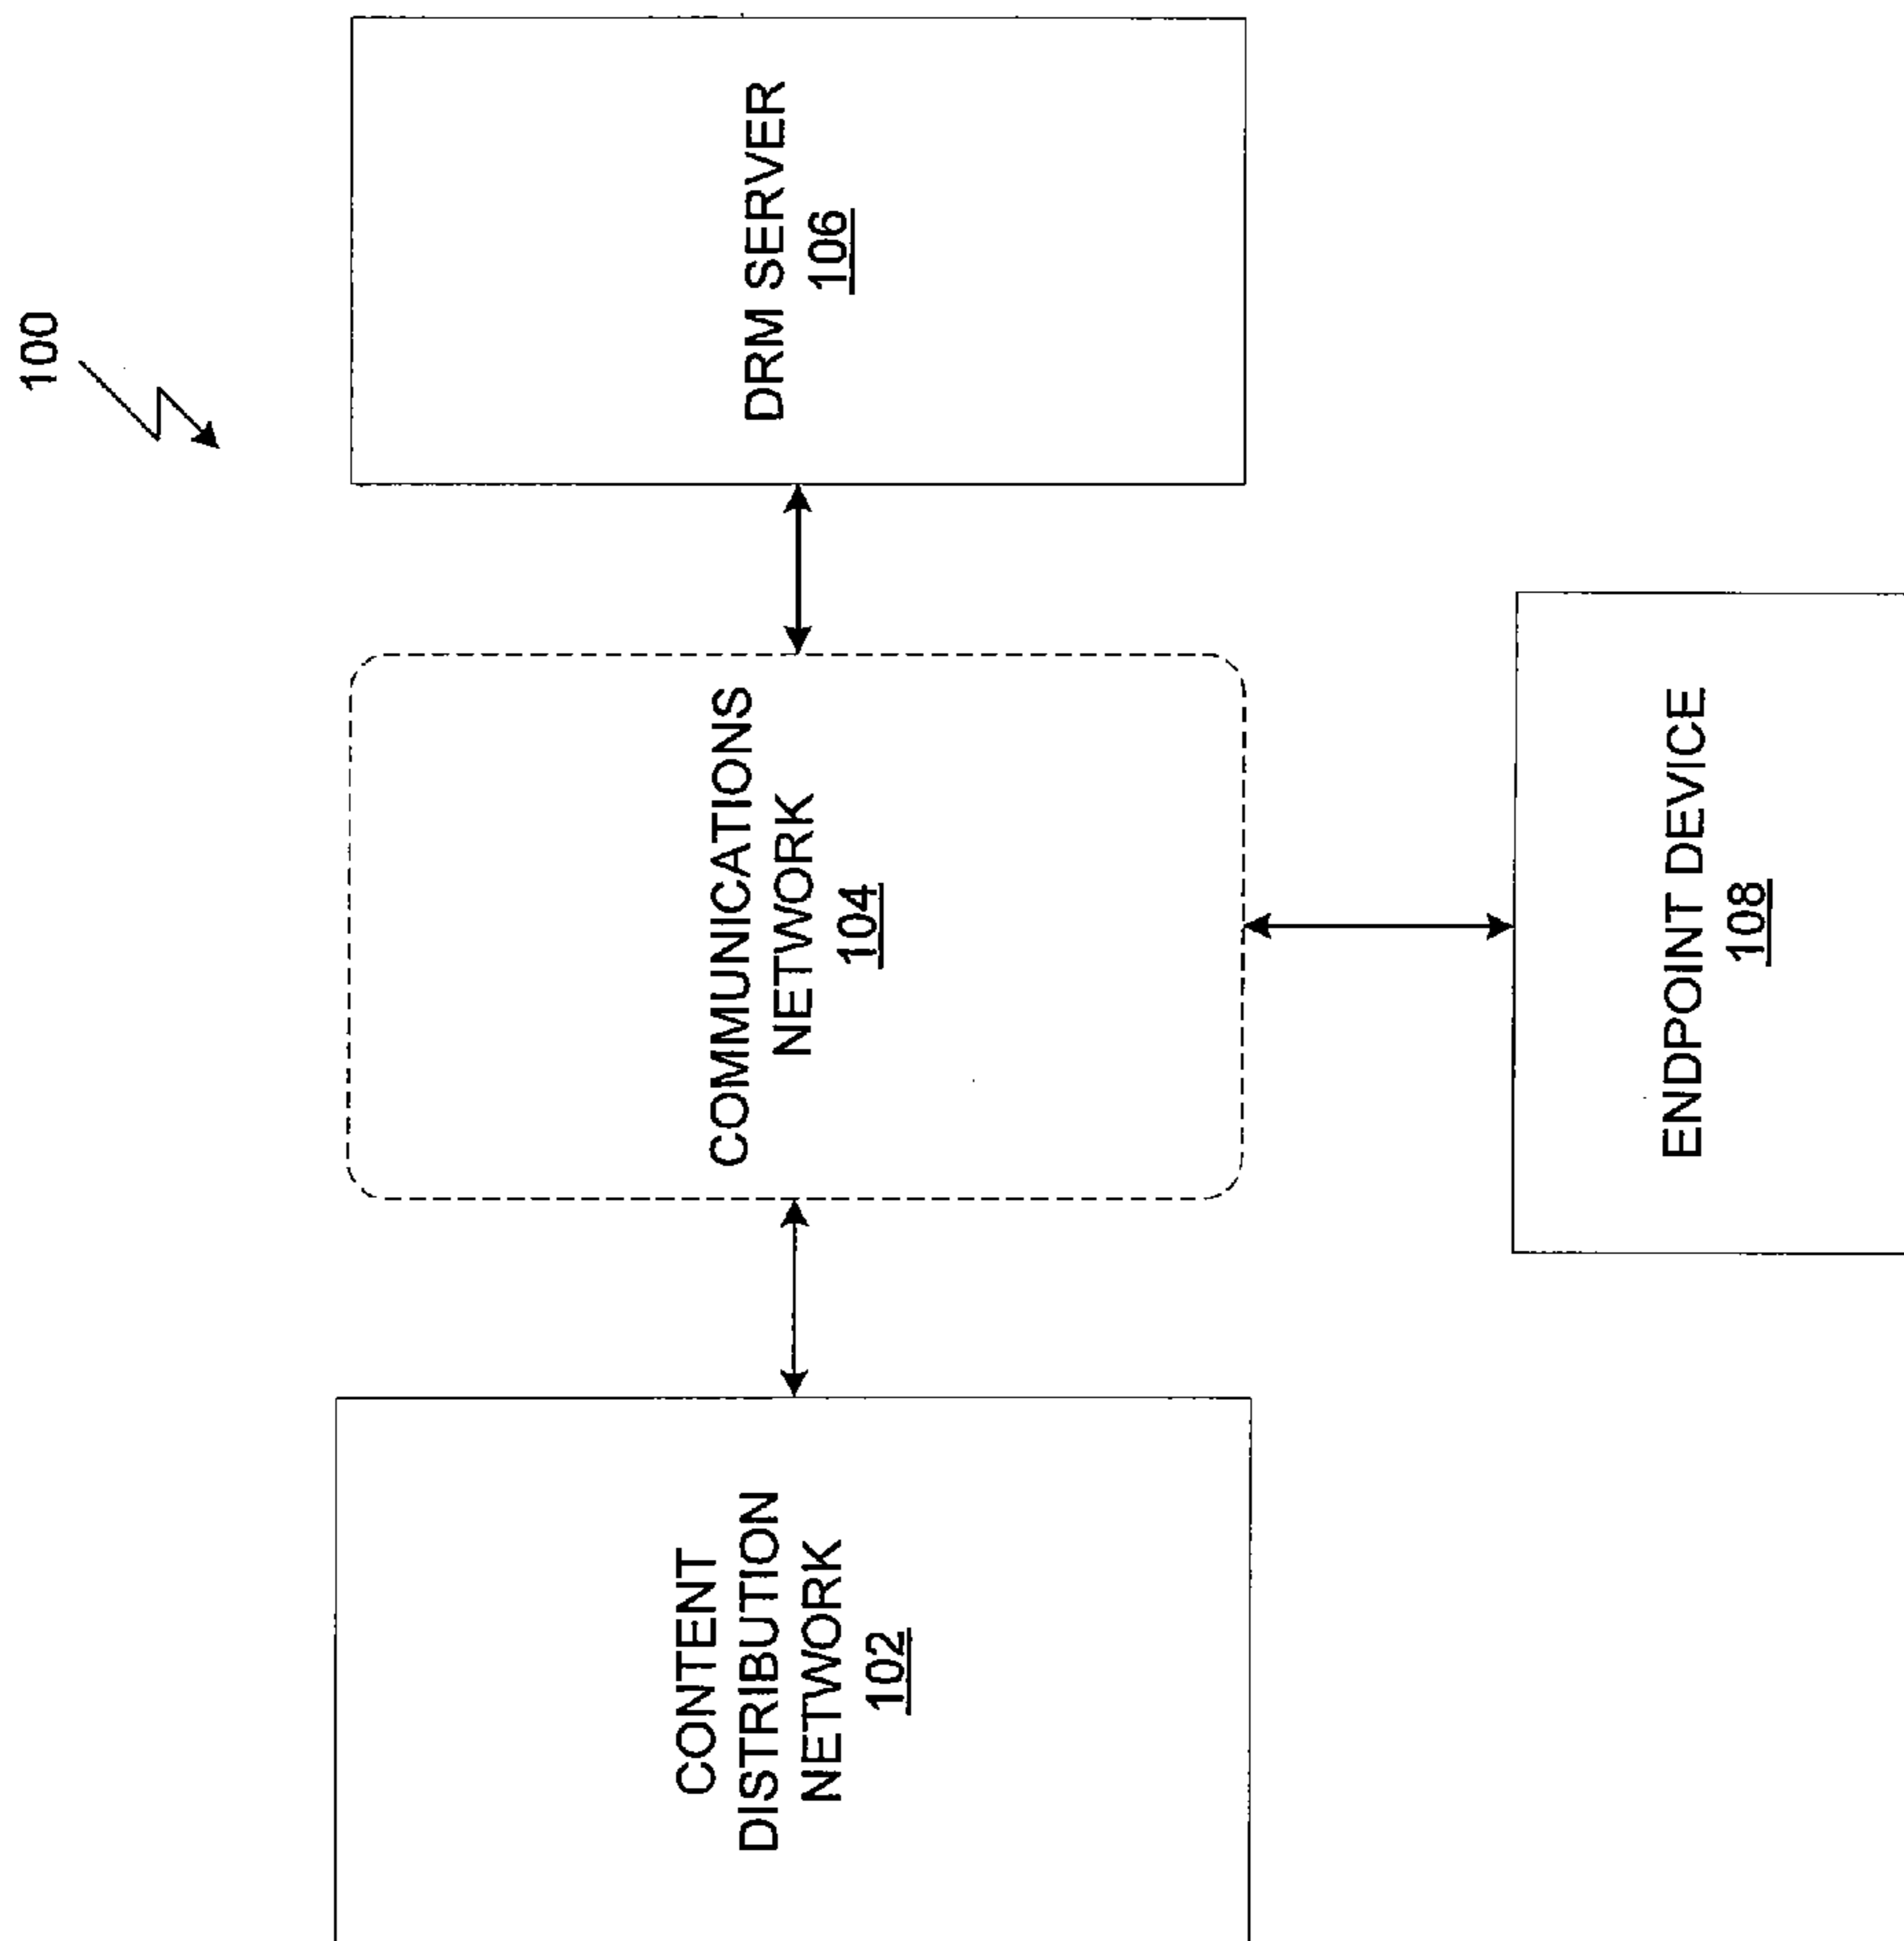 100
CONTENT
DISTRIBUTION
NETWORK
102
COMMUNICATIONS
NETWORK
104
DRM SERVER
106
ENDPOINT DEVICE
108